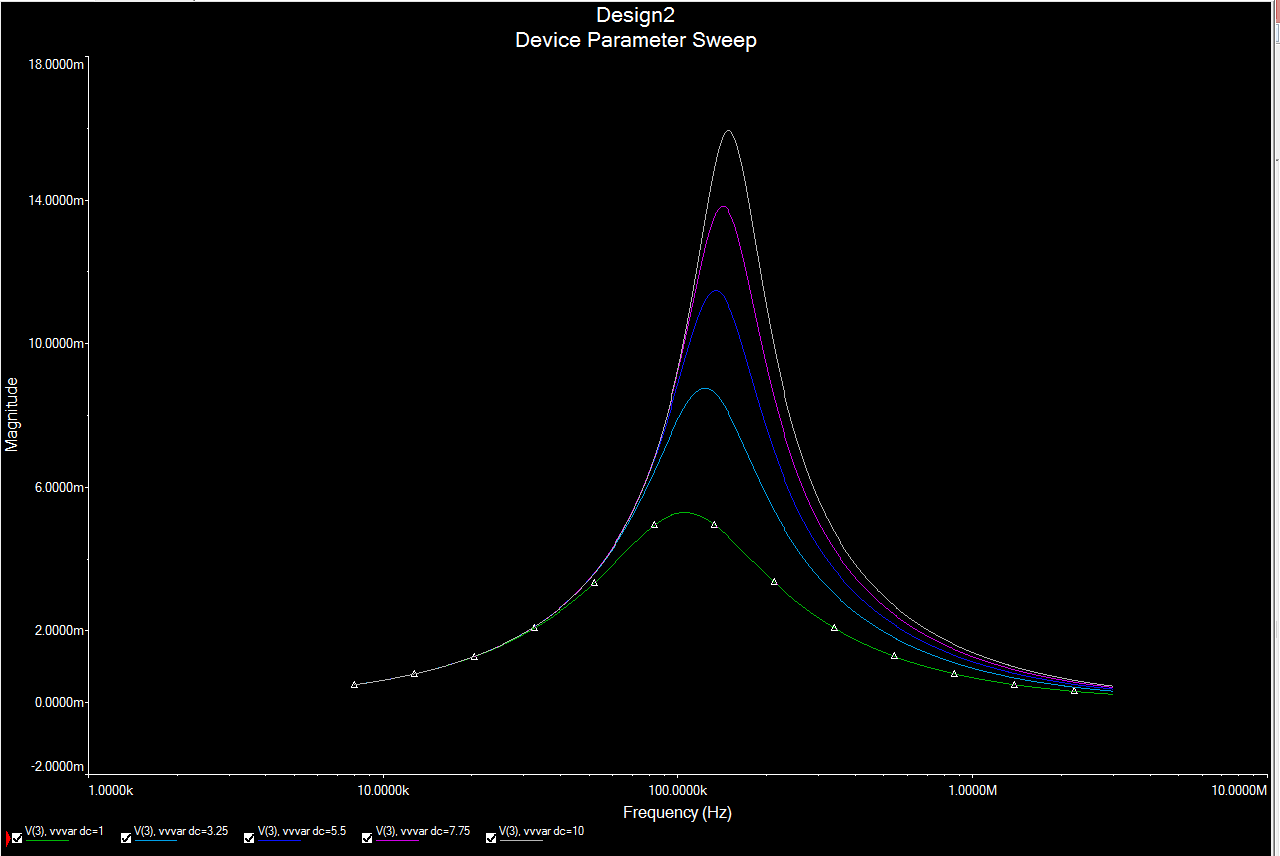 Design2
Device Parameter Sweep
18.0000m
14.0000m
10.0000m
Magnitude
6.0000m
2.0000m
0.0000m
-2.0000m
1.0000k 10.0000k 100.0000k 1.0000M 10.0000M
Frequency (Hz)
V(3), vvvar dc=1 V(3), vvvar dc=3.25 V(3), vvvar dc=5.5 V(3), vvvar dc=7.75 V(3), vvvar dc=10